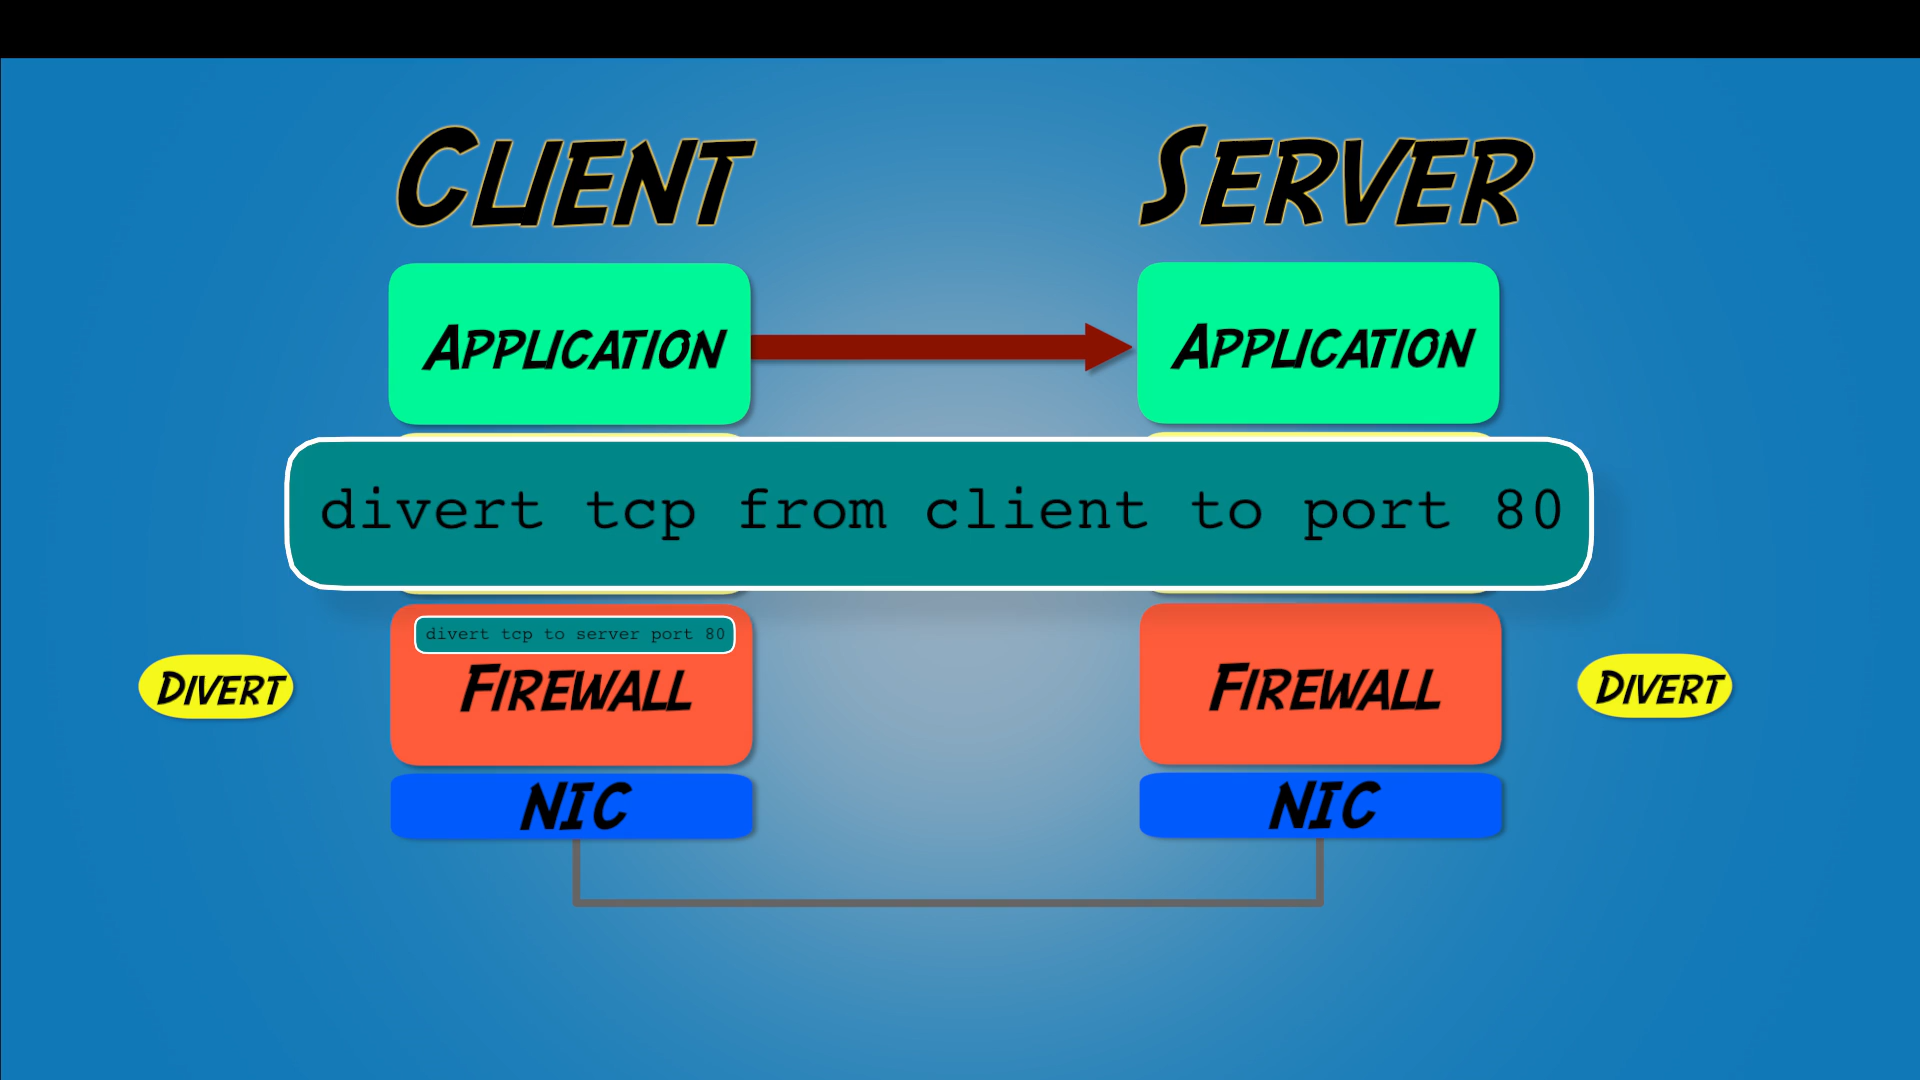 Client
Server
Application
Application
divert tcp from client to port 80
divert tcp to server port 80
Divert
Firewall
Firewall
Divert
NIC
NIC